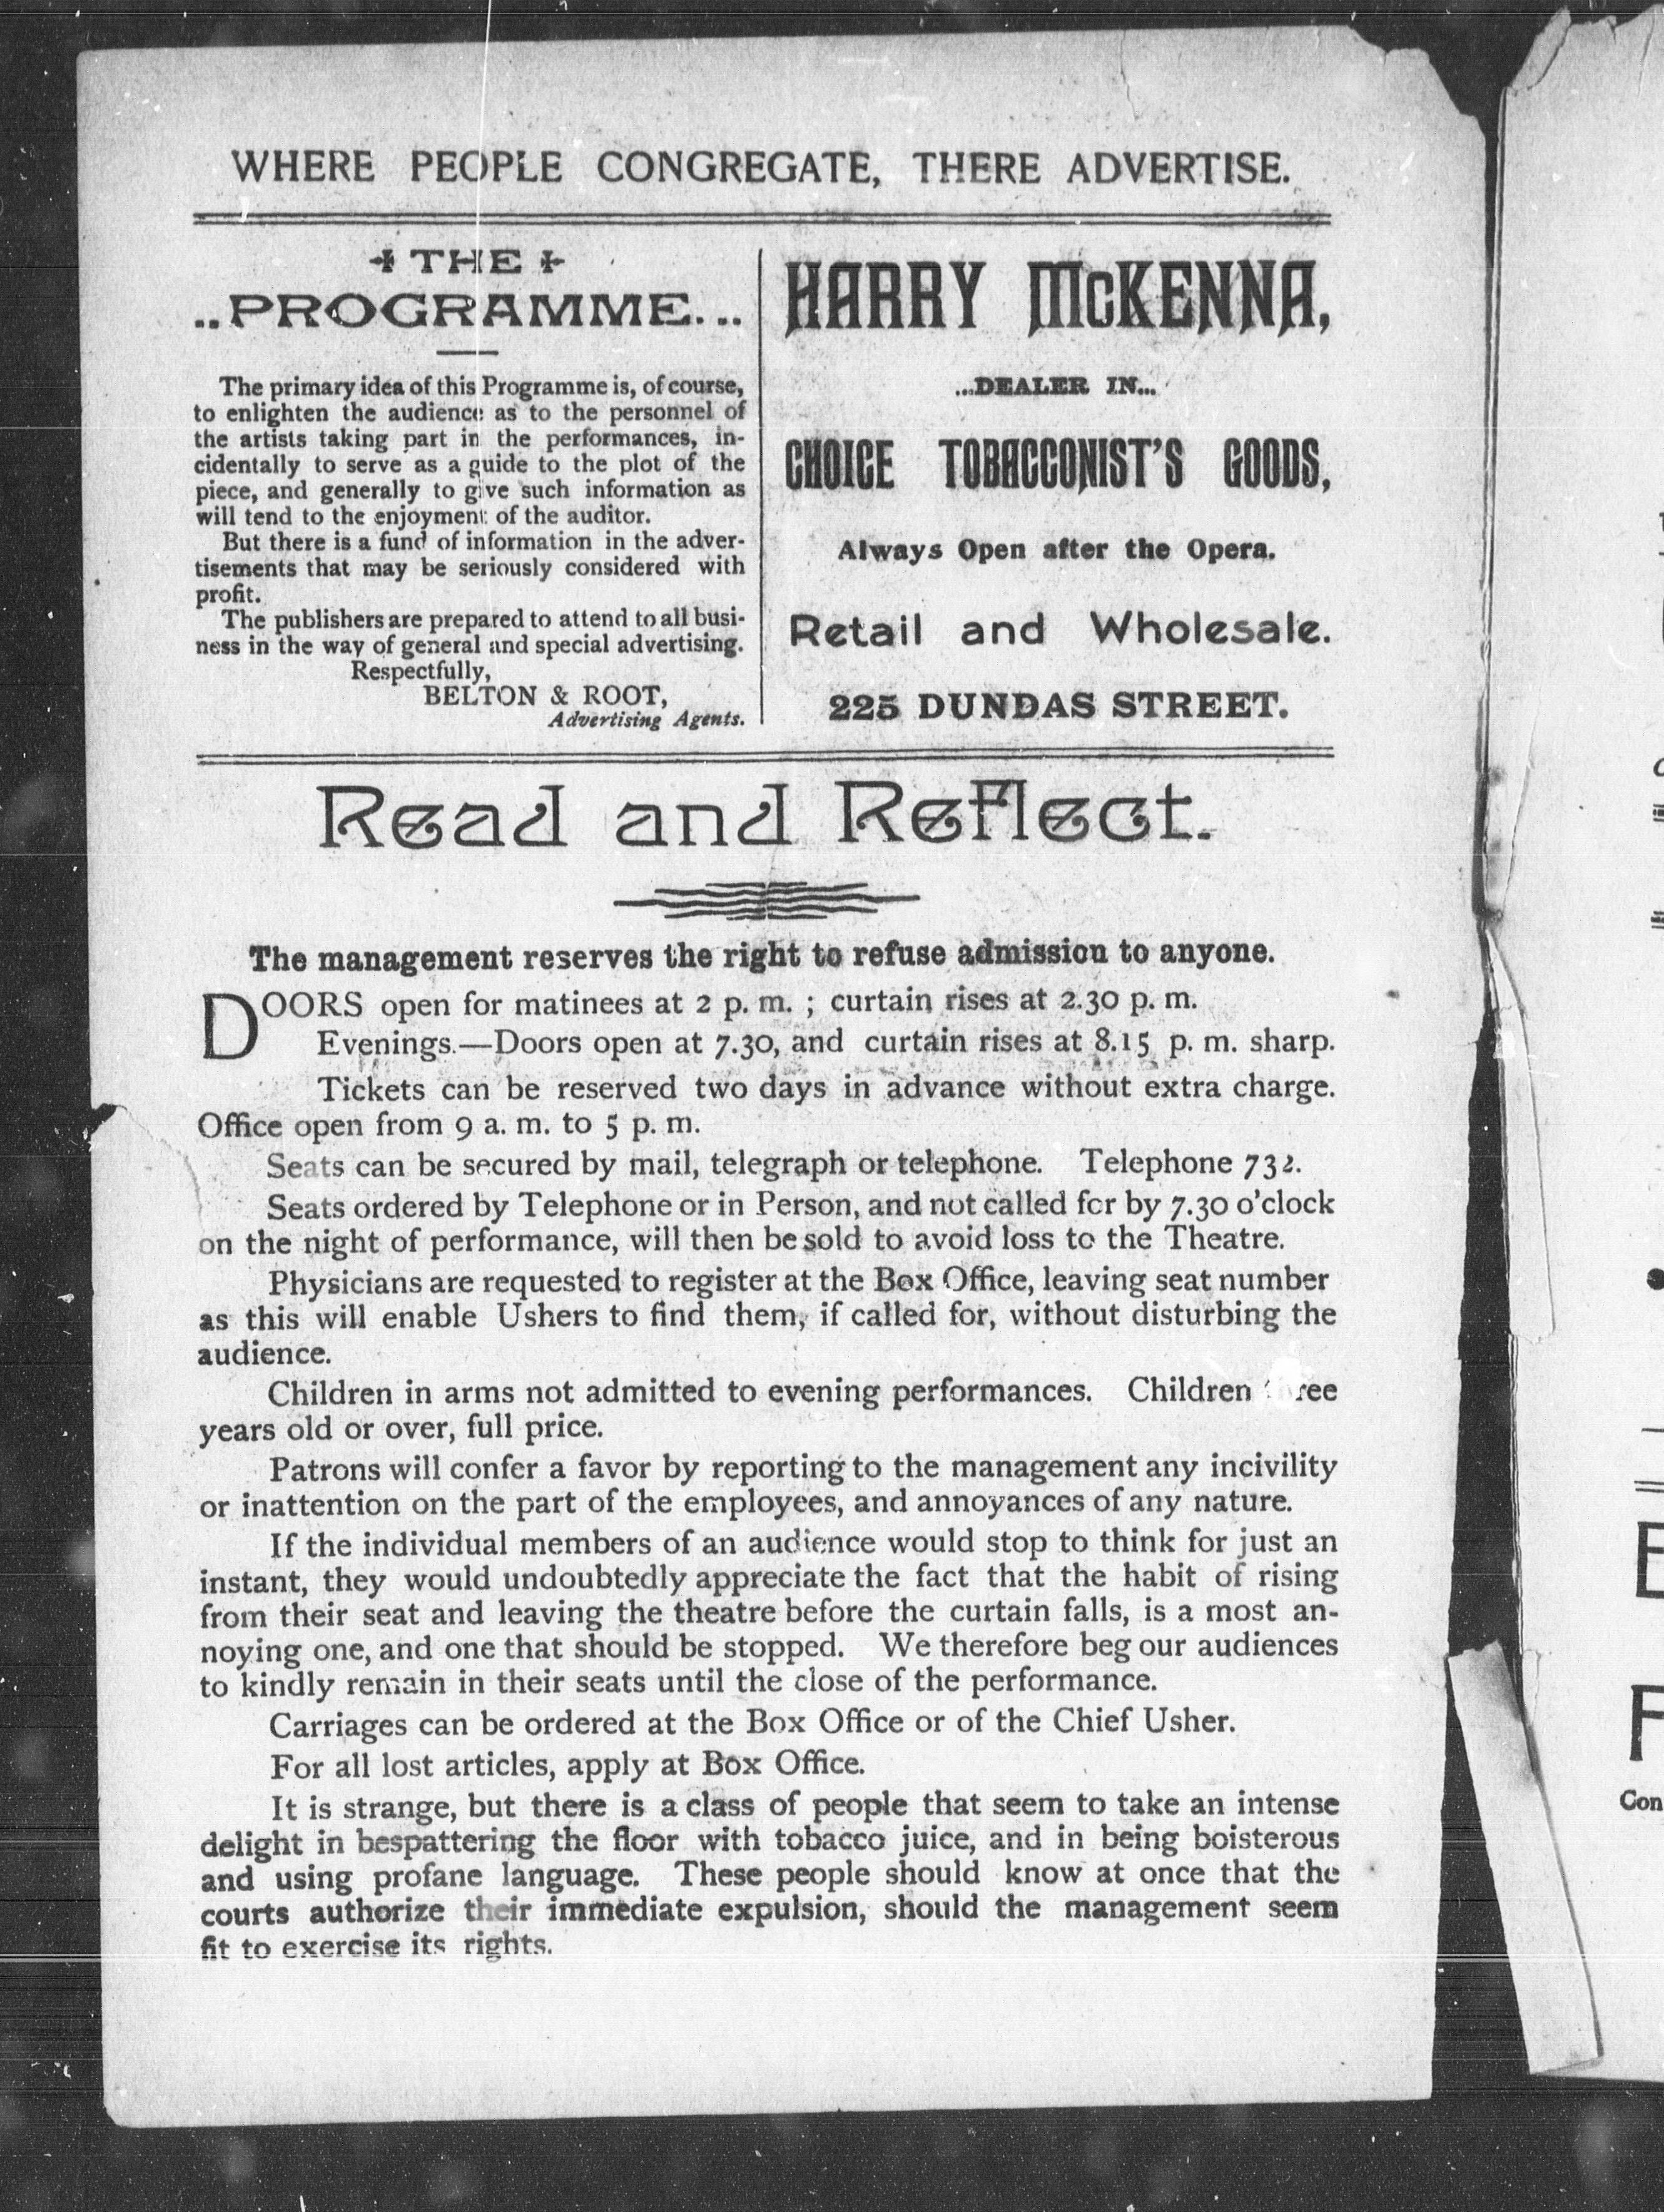 WHERE PEOPLE CONGREGATE, THERE ADVERTISE.
THE
..PROGRAMME...
The primary idea of this Programme is, of course,
to enlighten the audience as to the personnel of
the artists taking part in the performances, in-
cidentally to serve as a guide to the plot of the
piece, and generally to give such information as
will tend to the enjoyment of the auditor.
But there is a fund of information in the adver-
tisements that may be seriously considered with
profit.
The publishers are prepared to attend to all busi-
ness in the way of general and special advertising.
Respectfully,
BELTON & ROOT,
Advertising Agents.
HARRY McKENNA,
...DEALER IN...
CHOICE TOBACCONIST'S GOODS,
Always Open after the Opera.
Retail and Wholesale.
225 DUNDAS STREET.
Read and Reflect.
The management reserves the right to refuse admission to anyone.
DOORS open for matinees at 2 p. m. ; curtain rises at 2.30 p. m.
Evenings.—Doors open at 7.30, and curtain rises at 8.15 p. m. sharp.
Tickets can be reserved two days in advance without extra charge.
Office open from 9 a. m. to 5 p. m.
Seats can be secured by mail, telegraph or telephone. Telephone 732.
Seats ordered by Telephone or in Person, and not called for by 7.30 o'clock
on the night of performance, will then be sold to avoid loss to the Theatre.
Physicians are requested to register at the Box Office, leaving seat number
as this will enable Ushers to find them, if called for, without disturbing the
audience.
Children in arms not admitted to evening performances. Children three
years old or over, full price.
Patrons will confer a favor by reporting to the management any incivility
or inattention on the part of the employees, and annoyances of any nature.
If the individual members of an audience would stop to think for just an
instant, they would undoubtedly appreciate the fact that the habit of rising
from their seat and leaving the theatre before the curtain falls, is a most an-
noying one, and one that should be stopped. We therefore beg our audiences
to kindly remain in their seats until the close of the performance.
Carriages can be ordered at the Box Office or of the Chief Usher.
For all lost articles, apply at Box Office.
It is strange, but there is a class of people that seem to take an intense
delight in bespattering the floor with tobacco juice, and in being boisterous
and using profane language. These people should know at once that the
courts authorize their immediate expulsion, should the management seem
fit to exercise its rights.
E
F
Con